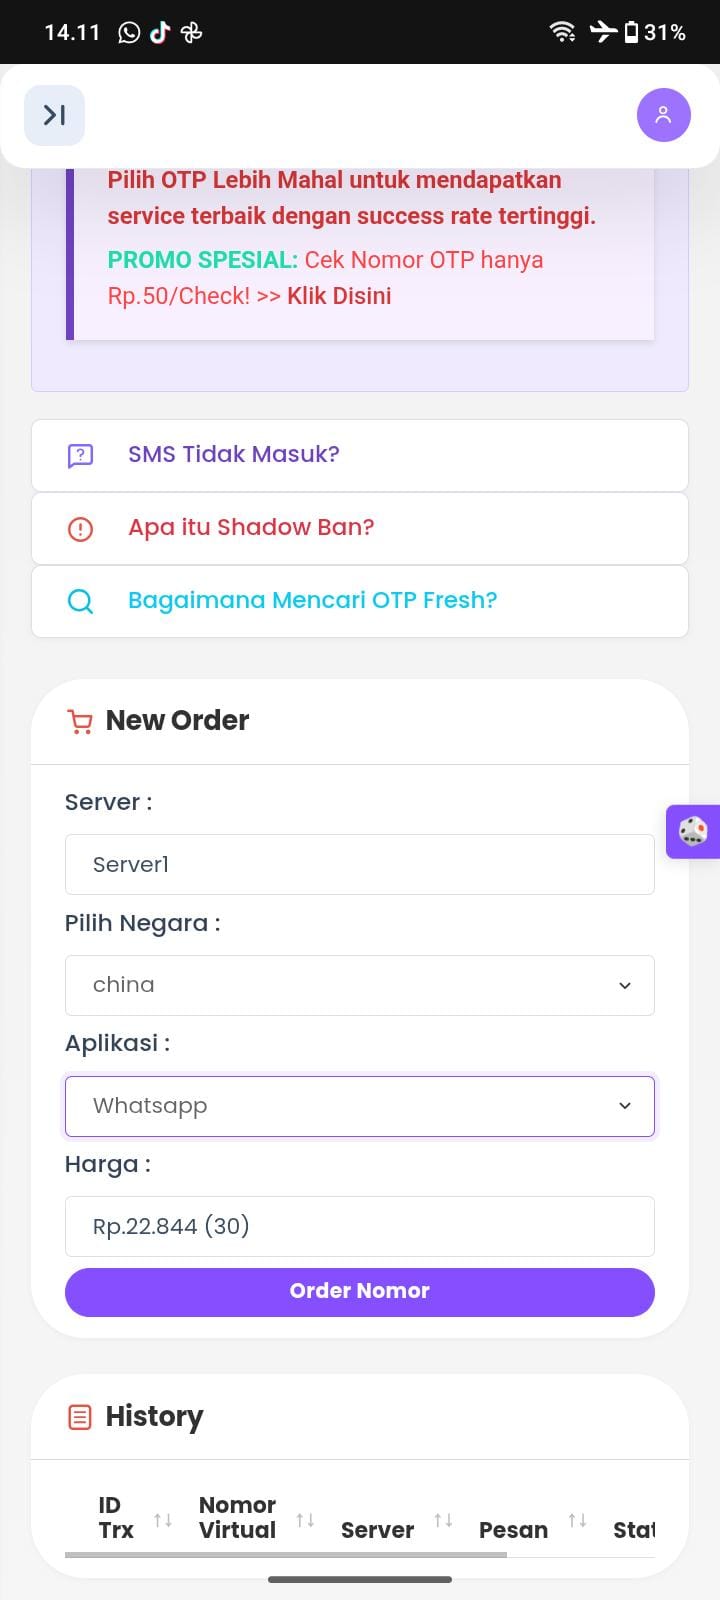 14.11
31%
Pilih OTP Lebih Mahal untuk mendapatkan
service terbaik dengan success rate tertinggi.
PROMO SPESIAL: Cek Nomor OTP hanya
Rp.50/Check! >> Klik Disini
SMS Tidak Masuk?
Apa itu Shadow Ban?
Bagaimana Mencari OTP Fresh?
New Order
Server :
Server1
Pilih Negara :
china
Aplikasi :
Whatsapp
Harga :
Rp.22.844 (30)
Order Nomor
History
ID Trx
Nomor Virtual
Server
Pesan
Stat